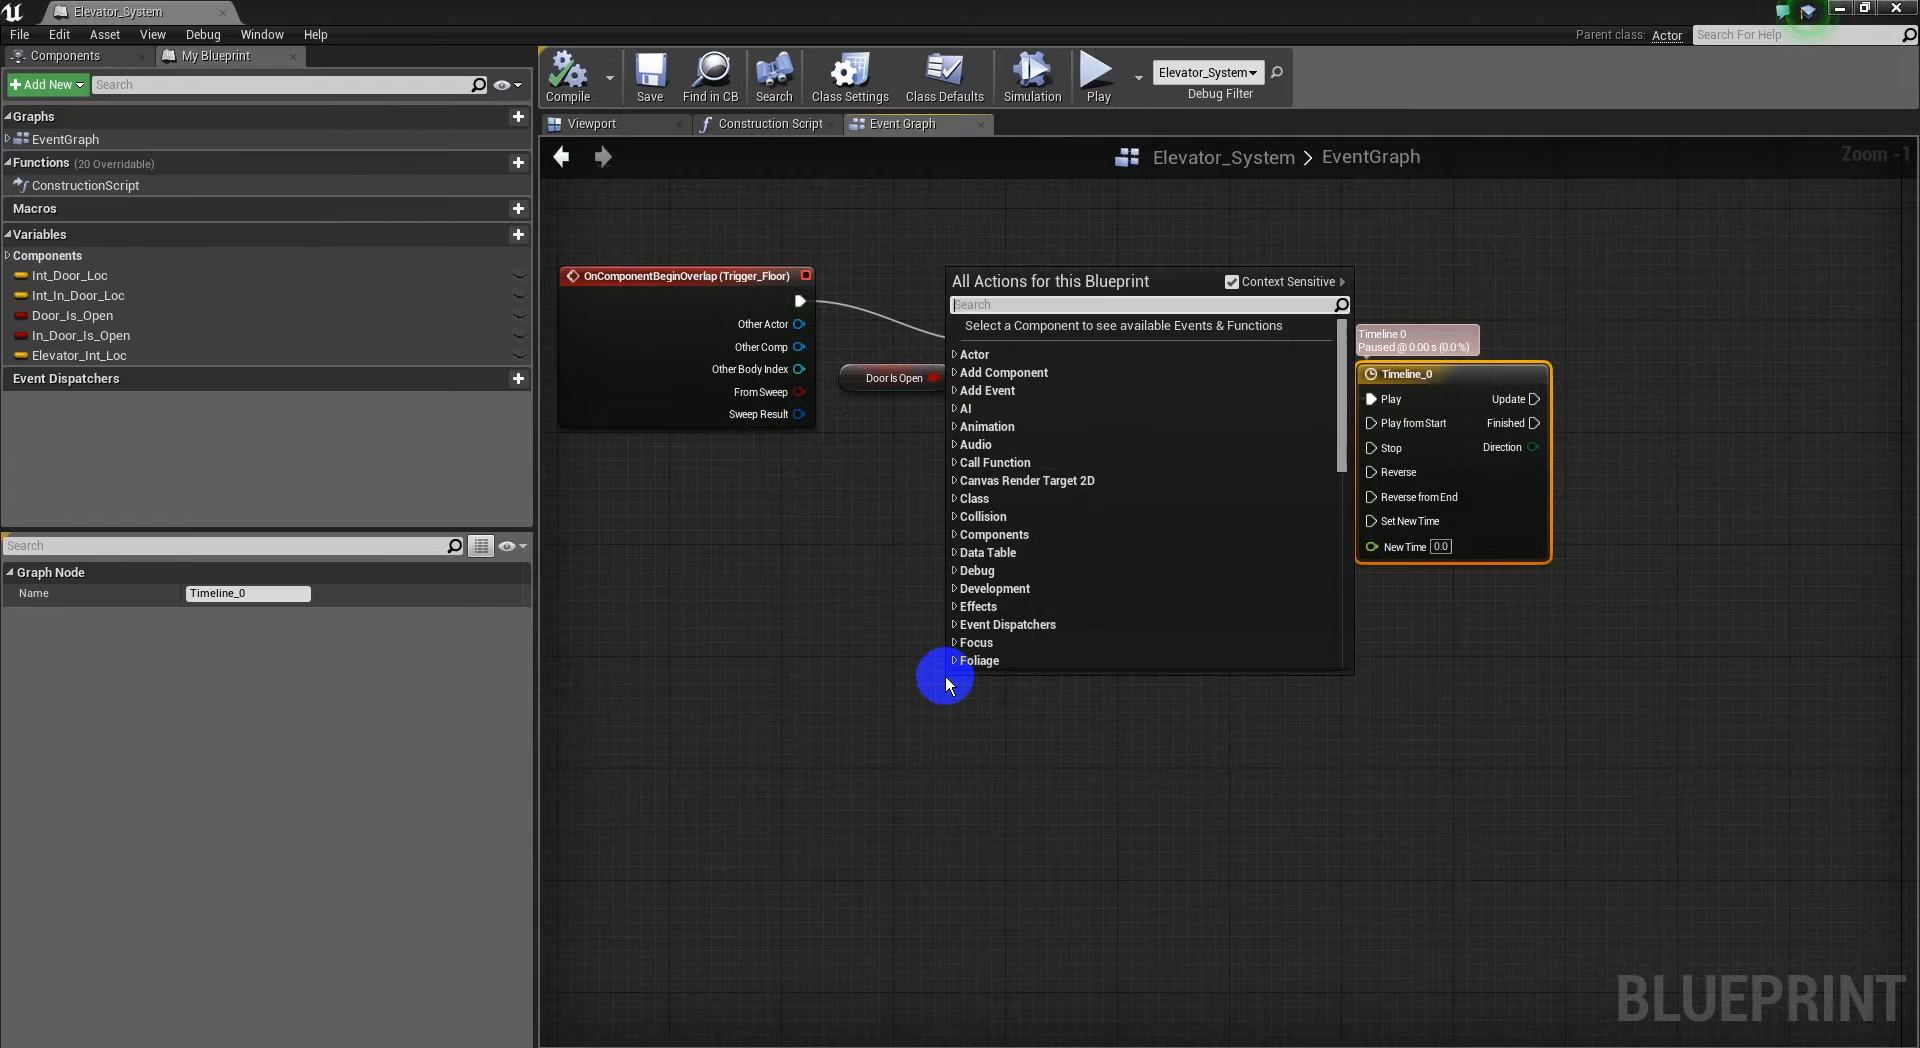 Elevator_System
File Edit Asset View Debug Window Help
Parent class: Actor
Search For Help
Components
My Blueprint
Add New
Search
Graphs
EventGraph
Functions (20 Overridable)
ConstructionScript
Macros
Variables
Components
Int_Door_Loc
Int_In_Door_Loc
Door_Is_Open
In_Door_Is_Open
Elevator_Int_Loc
Event Dispatchers
Search
Graph Node
Name Timeline_0
Compile Save Find in CB Search Class Settings Class Defaults Simulation Play
Elevator_System
Debug Filter
Viewport Construction Script Event Graph
Elevator_System > EventGraph
Zoom -1
OnComponentBeginOverlap (Trigger_Floor)
Other Actor
Other Comp
Other Body Index
From Sweep
Sweep Result
Door Is Open
All Actions for this Blueprint
Context Sensitive
Search
Select a Component to see available Events & Functions
Actor
Add Component
Add Event
AI
Animation
Audio
Call Function
Canvas Render Target 2D
Class
Collision
Components
Data Table
Debug
Development
Effects
Event Dispatchers
Focus
Foliage
Timeline 0
Paused @ 0.00 s (0.0 %)
Timeline_0
Play Update
Play from Start Finished
Stop Direction
Reverse
Reverse from End
Set New Time
New Time 0.0
BLUEPRINT